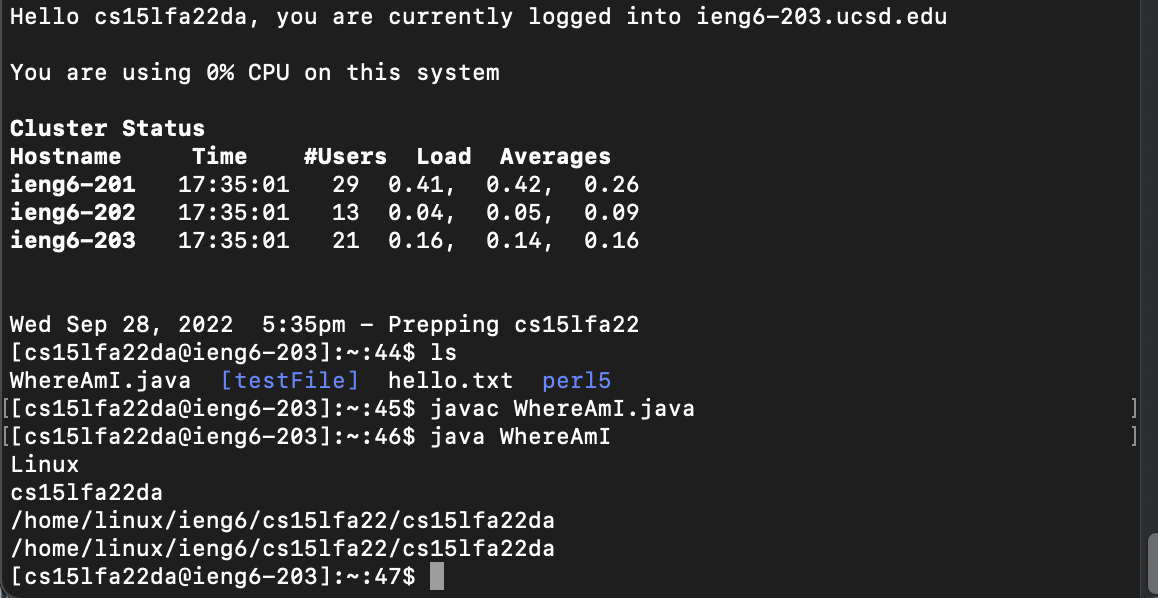 Hello cs15lfa22da, you are currently logged into ieng6-203.ucsd.edu
You are using 0% CPU on this system
Cluster Status
Hostname     Time    #Users  Load  Averages
ieng6-201   17:35:01   29  0.41,  0.42,  0.26
ieng6-202   17:35:01   13  0.04,  0.05,  0.09
ieng6-203   17:35:01   21  0.16,  0.14,  0.16
Wed Sep 28, 2022  5:35pm - Prepping cs15lfa22
[cs15lfa22da@ieng6-203]:~:44$ ls
WhereAmI.java  [testFile]  hello.txt  perl5
[[cs15lfa22da@ieng6-203]:~:45$ javac WhereAmI.java ]
[[cs15lfa22da@ieng6-203]:~:46$ java WhereAmI ]
Linux
cs15lfa22da
/home/linux/ieng6/cs15lfa22/cs15lfa22da
/home/linux/ieng6/cs15lfa22/cs15lfa22da
[cs15lfa22da@ieng6-203]:~:47$